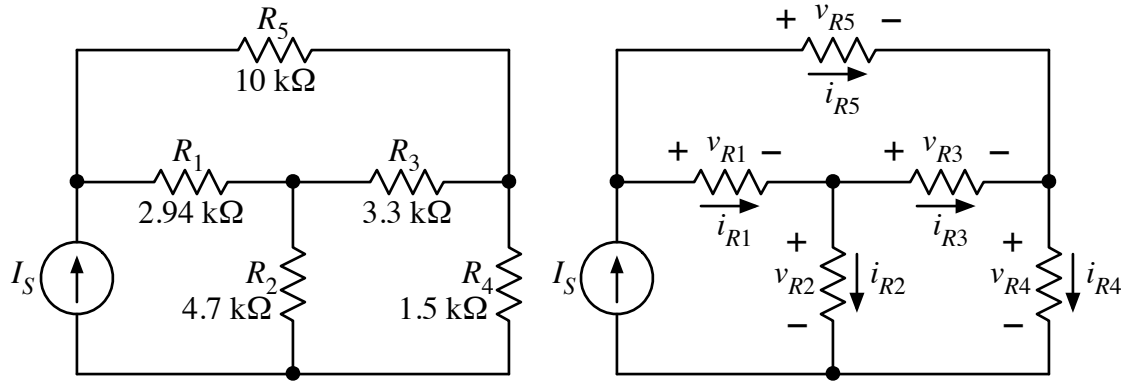 R5
10 kΩ
R1
2.94 kΩ
R3
3.3 kΩ
IS
R2
4.7 kΩ
R4
1.5 kΩ
+ vR5 −
iR5
+ vR1 −
iR1
+ vR3 −
iR3
IS
+
vR2
−
iR2
+
vR4
−
iR4